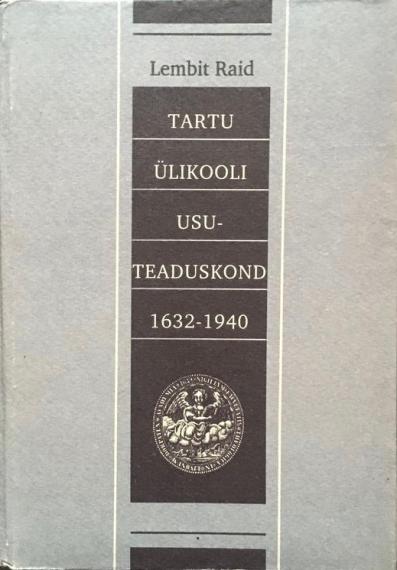 Lembit Raid
TARTU
ÜLIKOOLI
USU-
TEADUSKOND
1632-1940